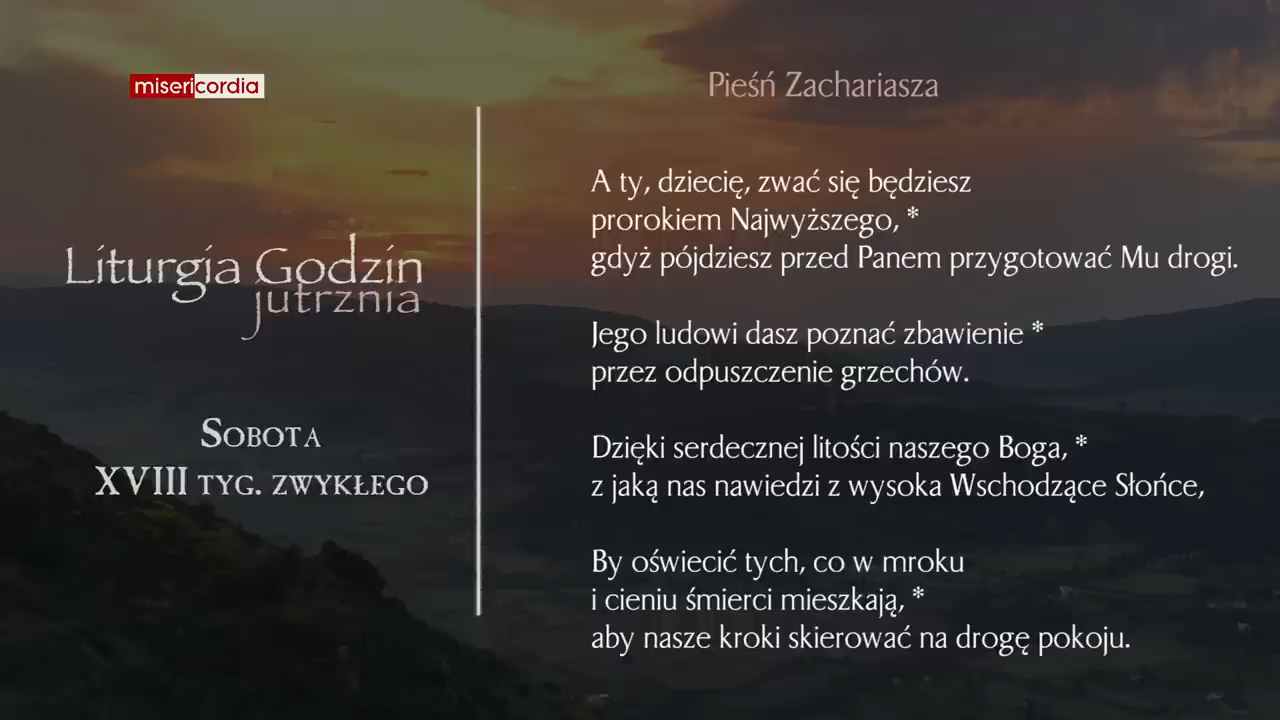 misericordia
Liturgia Godzin
jutrznia
Sobota
XVIII tyg. zwykłego
Pieśń Zachariasza
A ty, dziecię, zwać się będziesz
prorokiem Najwyższego, *
gdyż pójdziesz przed Panem przygotować Mu drogi.
Jego ludowi dasz poznać zbawienie *
przez odpuszczenie grzechów.
Dzięki serdecznej litości naszego Boga, *
z jaką nas nawiedzi z wysoka Wschodzące Słońce,
By oświecić tych, co w mroku
i cieniu śmierci mieszkają, *
aby nasze kroki skierować na drogę pokoju.